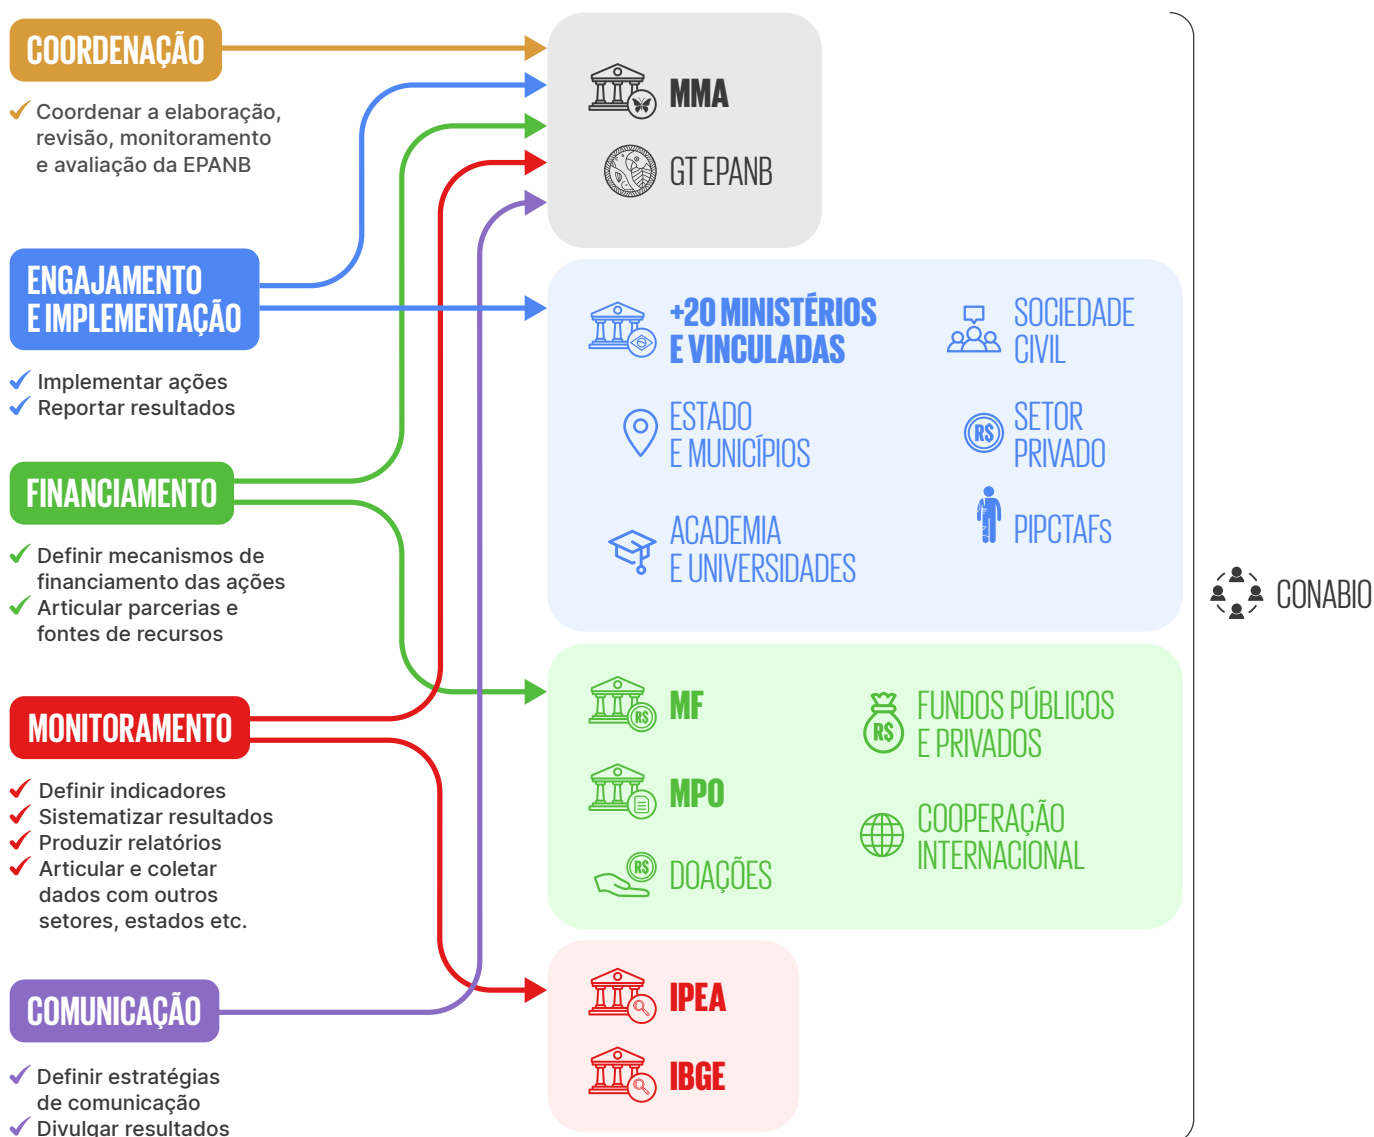 COORDENAÇÃO
Coordenar a elaboração,
revisão, monitoramento
e avaliação da EPANB
ENGAJAMENTO
E IMPLEMENTAÇÃO
Implementar ações
Reportar resultados
FINANCIAMENTO
Definir mecanismos de
financiamento das ações
Articular parcerias e
fontes de recursos
MONITORAMENTO
Definir indicadores
Sistematizar resultados
Produzir relatórios
Articular e coletar
dados com outros
setores, estados etc.
COMUNICAÇÃO
Definir estratégias
de comunicação
Divulgar resultados
MMA
GT EPANB
+20 MINISTÉRIOS
E VINCULADAS
ESTADO
E MUNICÍPIOS
ACADEMIA
E UNIVERSIDADES
SOCIEDADE
CIVIL
R$
SETOR
PRIVADO
PIPCTAFs
R$
MF
MPO
R$
DOAÇÕES
R$
FUNDOS PÚBLICOS
E PRIVADOS
COOPERAÇÃO
INTERNACIONAL
IPEA
IBGE
CONABIO